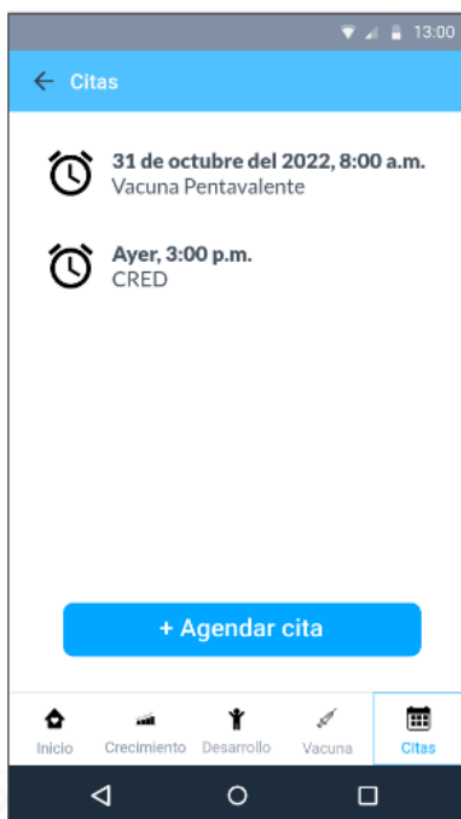 13:00
Citas
31 de octubre del 2022, 8:00 a.m.
Vacuna Pentavalente
Ayer, 3:00 p.m.
CRED
+ Agendar cita
Inicio Crecimiento Desarrollo Vacuna Citas